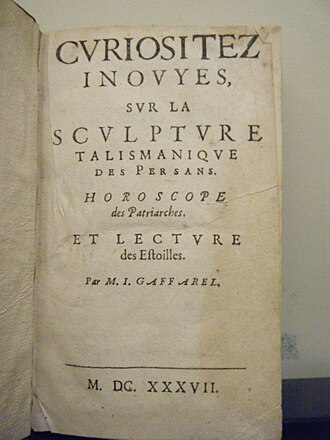 CVRIOSITEZ
INOVYES,
SVR LA
SCVLPTVRE
TALISMANIQVE
DES PERSANS.
HOROSCOPE
des Patriarches.
ET LECTVRE
des Eſtoilles.
Par M. I. GAFFAREL.
M. DC. XXXVII.